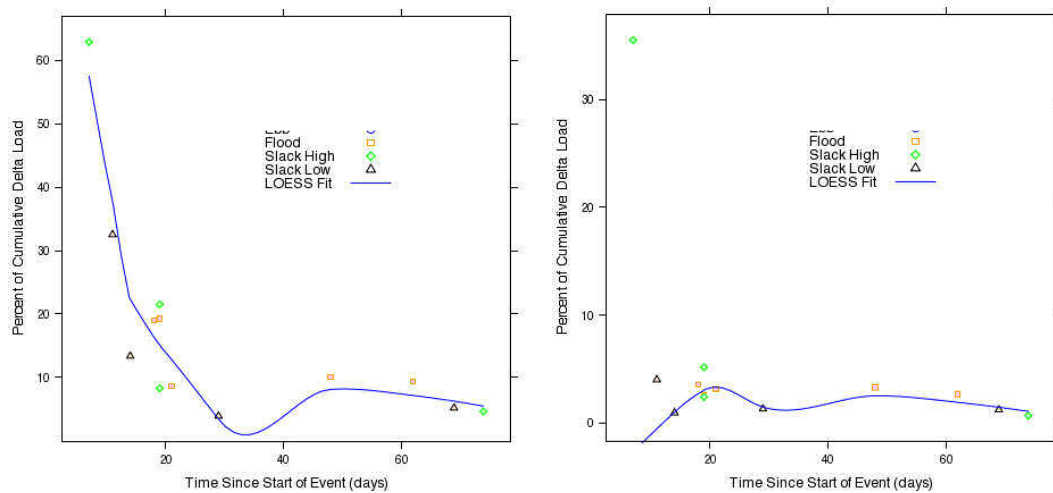 60
50
40
30
20
10
Percent of Cumulative Delta Load
Flood
Slack High
Slack Low
LOESS Fit
20
40
60
Time Since Start of Event (days)
30
20
10
0
Percent of Cumulative Delta Load
Flood
Slack High
Slack Low
LOESS Fit
20
40
60
Time Since Start of Event (days)